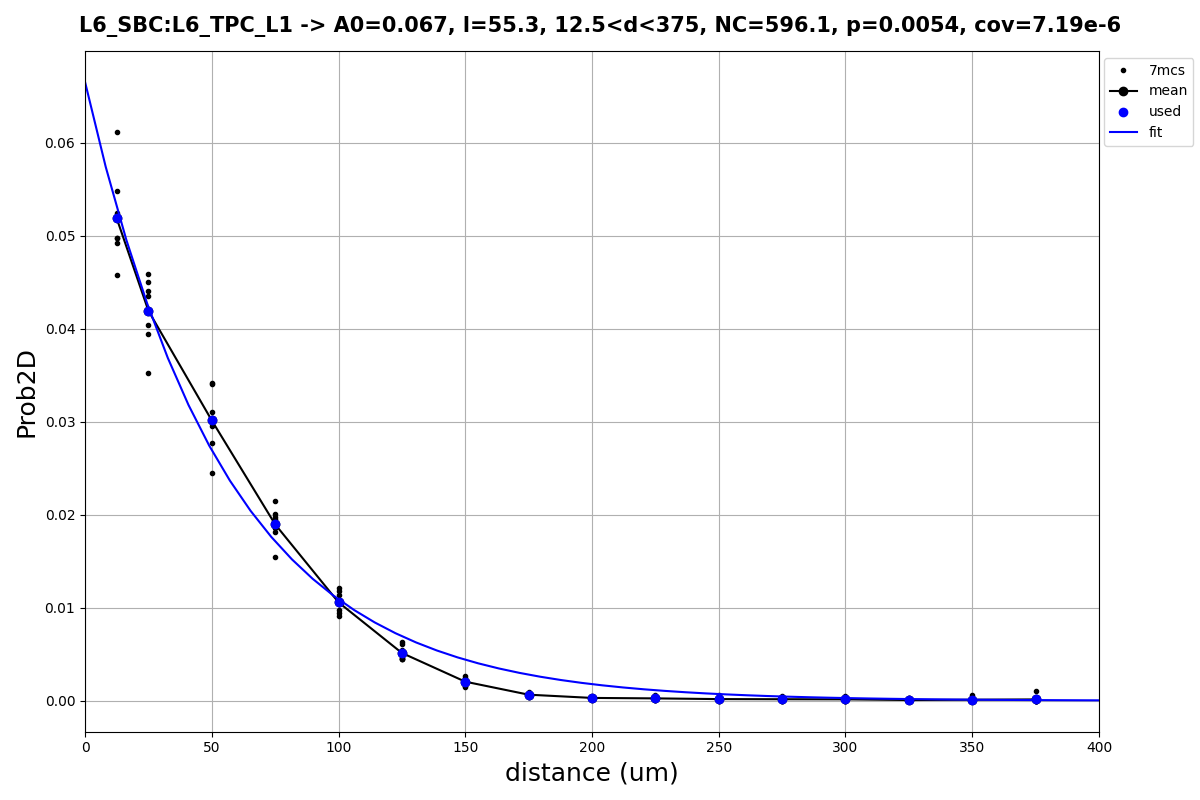 L6_SBC:L6_TPC_L1 -> A0=0.067, l=55.3, 12.5<d<375, NC=596.1, p=0.0054, cov=7.19e-6
7mcs
mean
used
fit
0.06
0.05
0.04
0.03
0.02
0.01
0.00
Prob2D
0 50 100 150 200 250 300 350 400
distance (um)